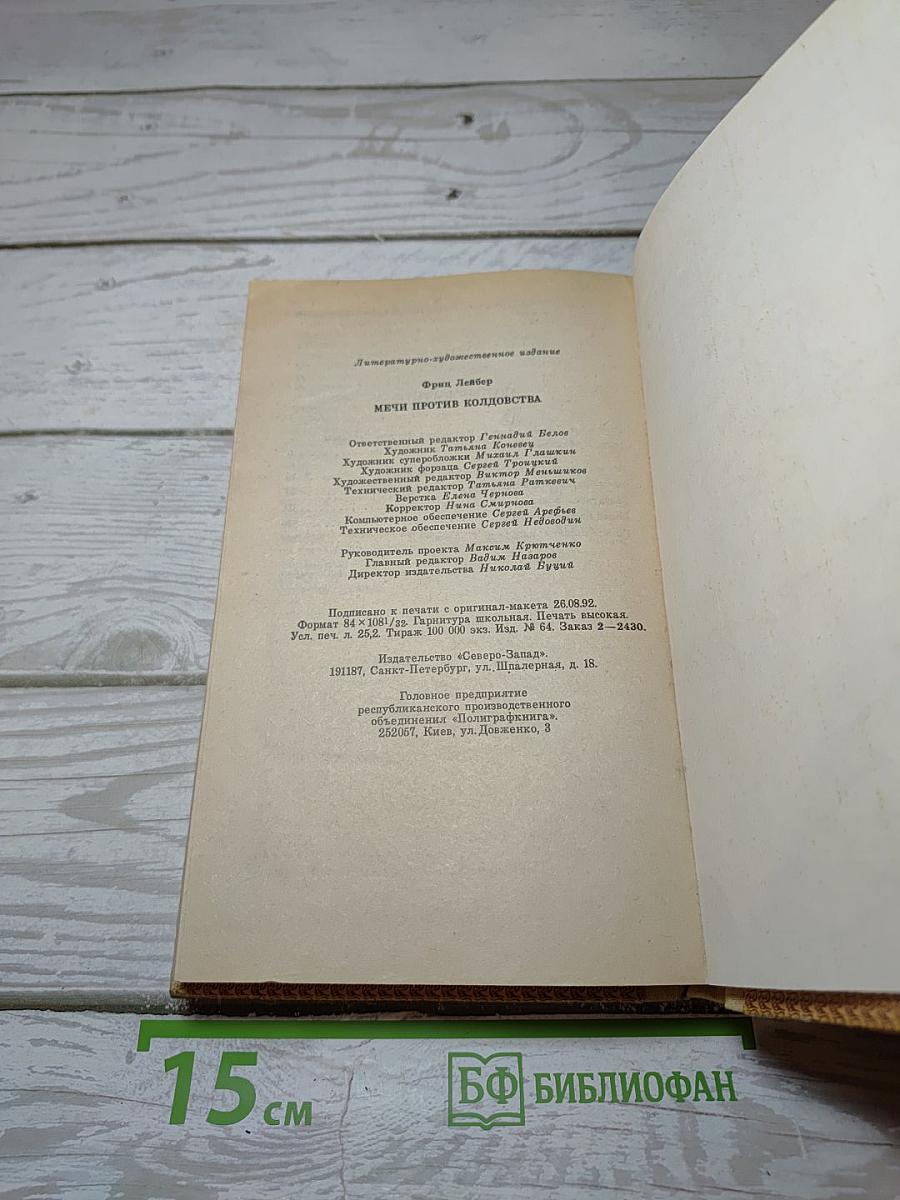 Литературно-художественное издание
Фриц Лейбер
МЕЧИ ПРОТИВ КОЛДОВСТВА
Ответственный редактор Геннадий Белов
Художник Татьяна Коневец
Художник суперобложки Михаил Глашкин
Художник форзаца Сергей Троицкий
Художественный редактор Виктор Меньшиков
Технический редактор Татьяна Раткевич
Верстка Елена Чернова
Корректор Нина Смирнова
Компьютерное обеспечение Сергей Арефьев
Техническое обеспечение Сергей Недоводин
Руководитель проекта Максим Крютченко
Главный редактор Вадим Назаров
Директор издательства Николай Буций
Подписано к печати с оригинал-макета 26.08.92.
Формат 84×108¹/₃₂. Гарнитура школьная. Печать высокая.
Усл. печ. л. 25,2. Тираж 100 000 экз. Изд. № 64. Заказ 2—2430.
Издательство «Северо-Запад».
191187, Санкт-Петербург, ул. Шпалерная, д. 18.
Головное предприятие
республиканского производственного
объединения «Полиграфкнига».
252057, Киев, ул. Довженко, 3
15 см
БФ БИБЛИОФАН